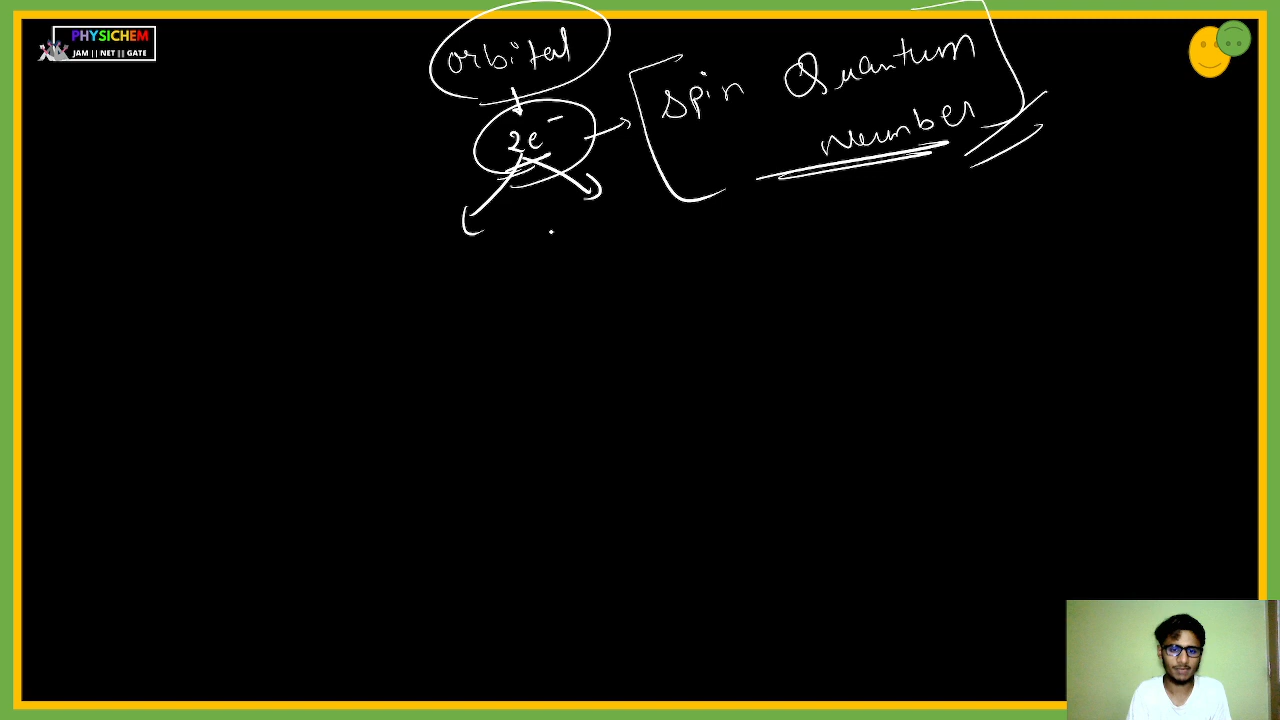 PHYSICHEM
JAM || NET || GATE
orbital
2e⁻
Spin Quantum
Number